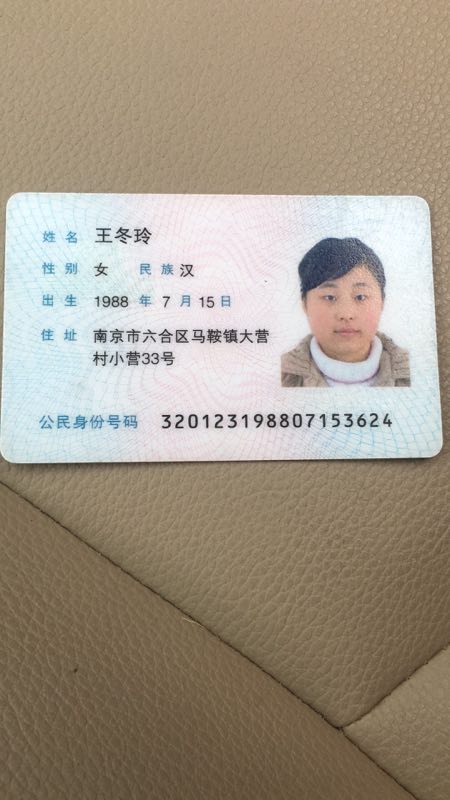 姓名 王冬玲
性别 女 民族 汉
出生 1988 年 7 月 15 日
住址 南京市六合区马鞍镇大营
村小营33号
公民身份号码 320123198807153624